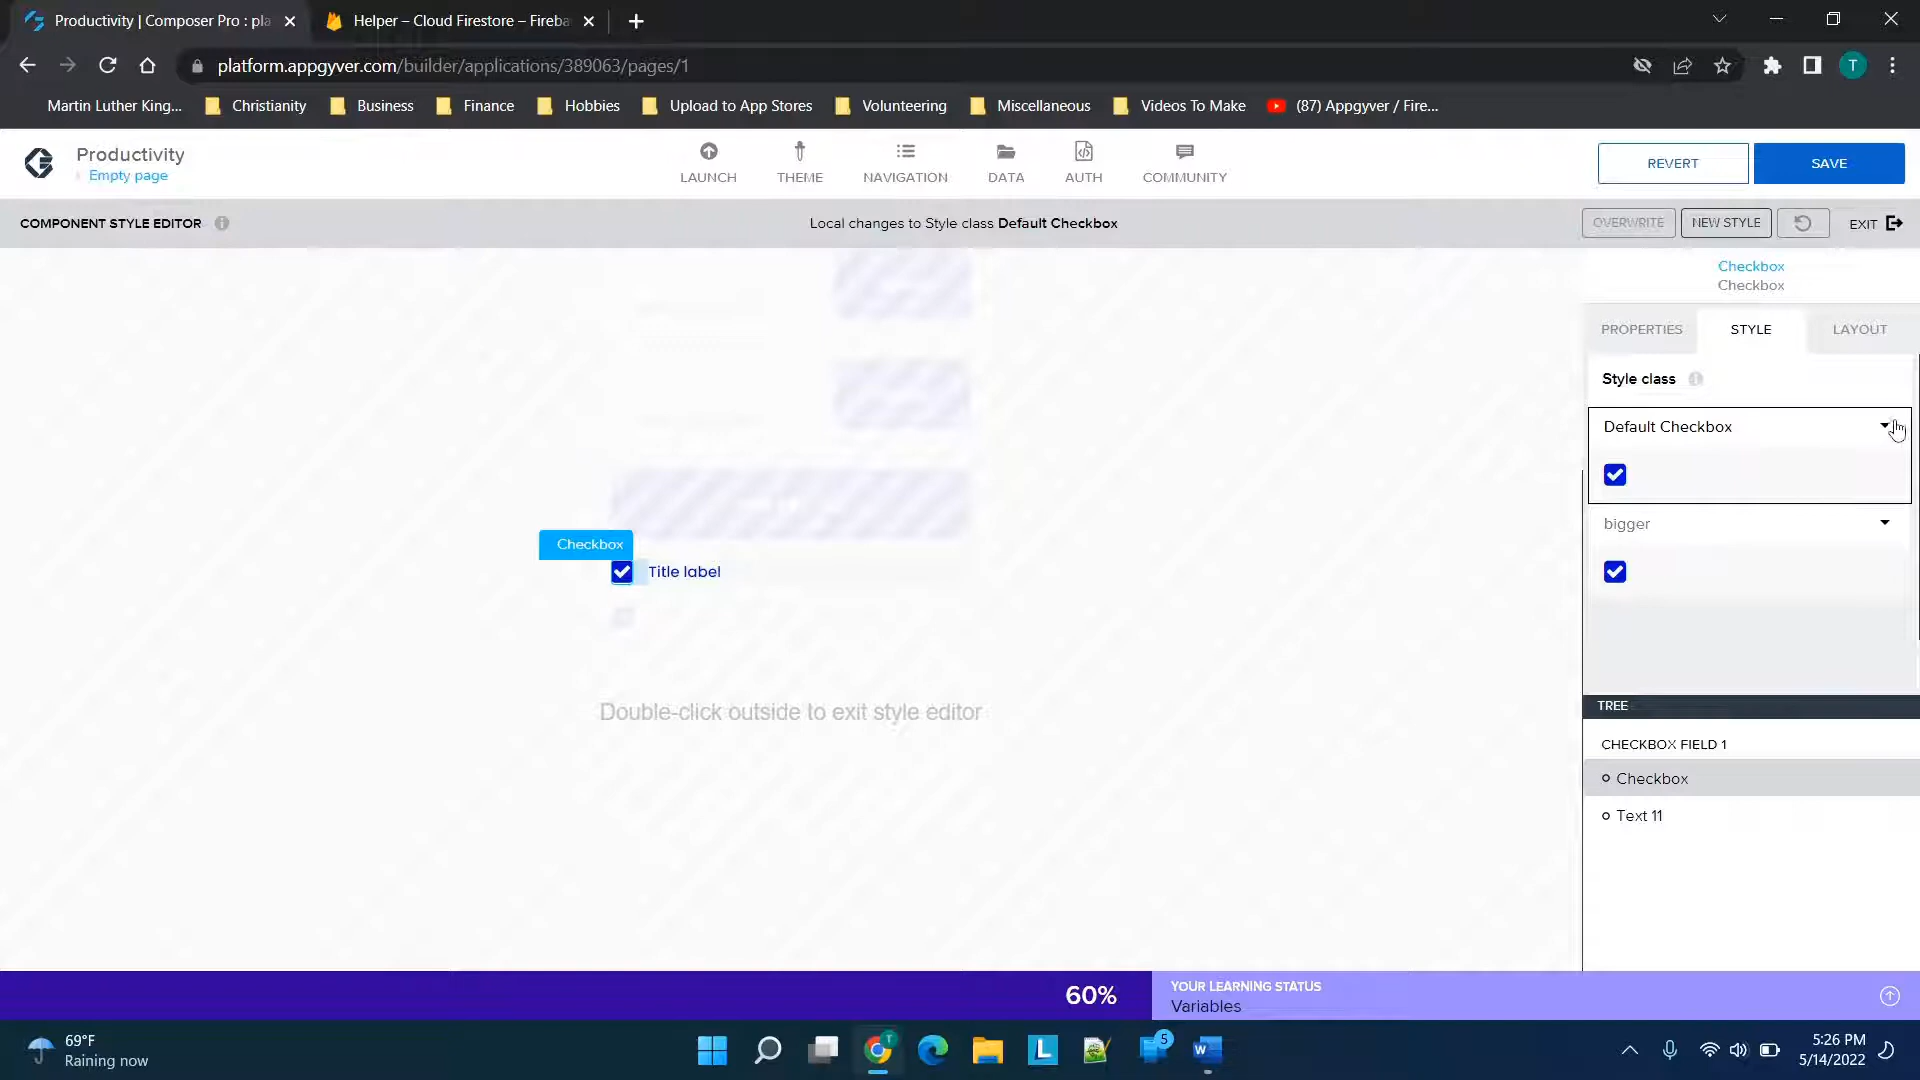 Productivity | Composer Pro : pla
Helper – Cloud Firestore – Fireba
platform.appgyver.com/builder/applications/389063/pages/1
T
Martin Luther King...
Christianity
Business
Finance
Hobbies
Upload to App Stores
Volunteering
Miscellaneous
Videos To Make
(87) Appgyver / Fire...
Productivity
Empty page
LAUNCH
THEME
NAVIGATION
DATA
AUTH
COMMUNITY
REVERT
SAVE
COMPONENT STYLE EDITOR
Local changes to Style class Default Checkbox
OVERWRITE
NEW STYLE
EXIT
Checkbox
Checkbox
PROPERTIES
STYLE
LAYOUT
Style class
Default Checkbox
bigger
Checkbox
Title label
Double-click outside to exit style editor
TREE
CHECKBOX FIELD 1
Checkbox
Text 11
60%
YOUR LEARNING STATUS
Variables
69°F
Raining now
T
L
5
W
5:26 PM
5/14/2022